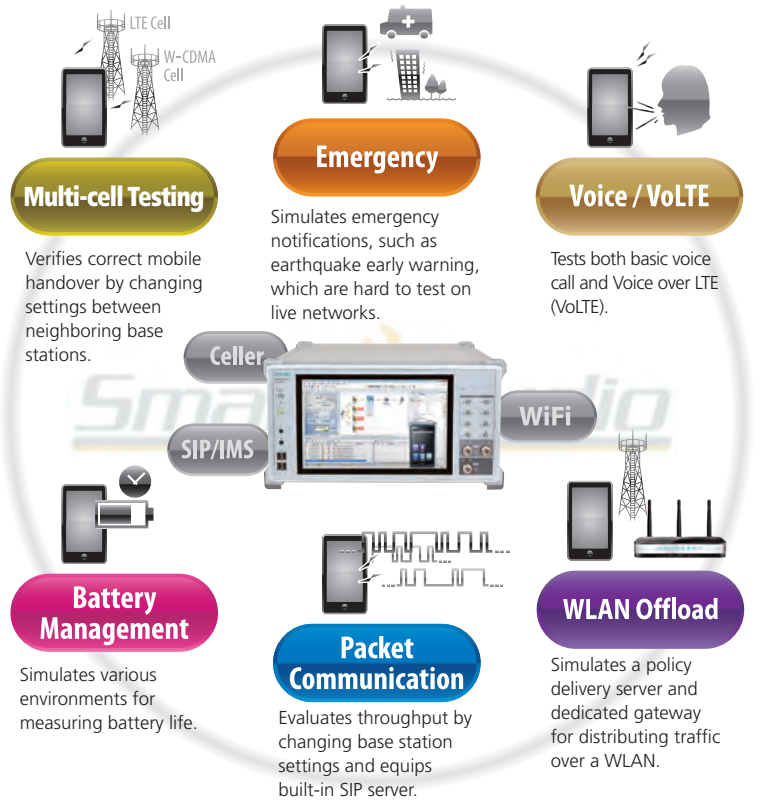 LTE Cell
W-CDMA
Cell
Multi-cell Testing
Verifies correct mobile
handover by changing
settings between
neighboring base
stations.
Emergency
Simulates emergency
notifications, such as
earthquake early warning,
which are hard to test on
live networks.
Voice / VoLTE
Tests both basic voice
call and Voice over LTE
(VoLTE).
Celler
SIP/IMS
WiFi
Battery
Management
Simulates various
environments for
measuring battery life.
Packet
Communication
Evaluates throughput by
changing base station
settings and equips
built-in SIP server.
WLAN Offload
Simulates a policy
delivery server and
dedicated gateway
for distributing traffic
over a WLAN.